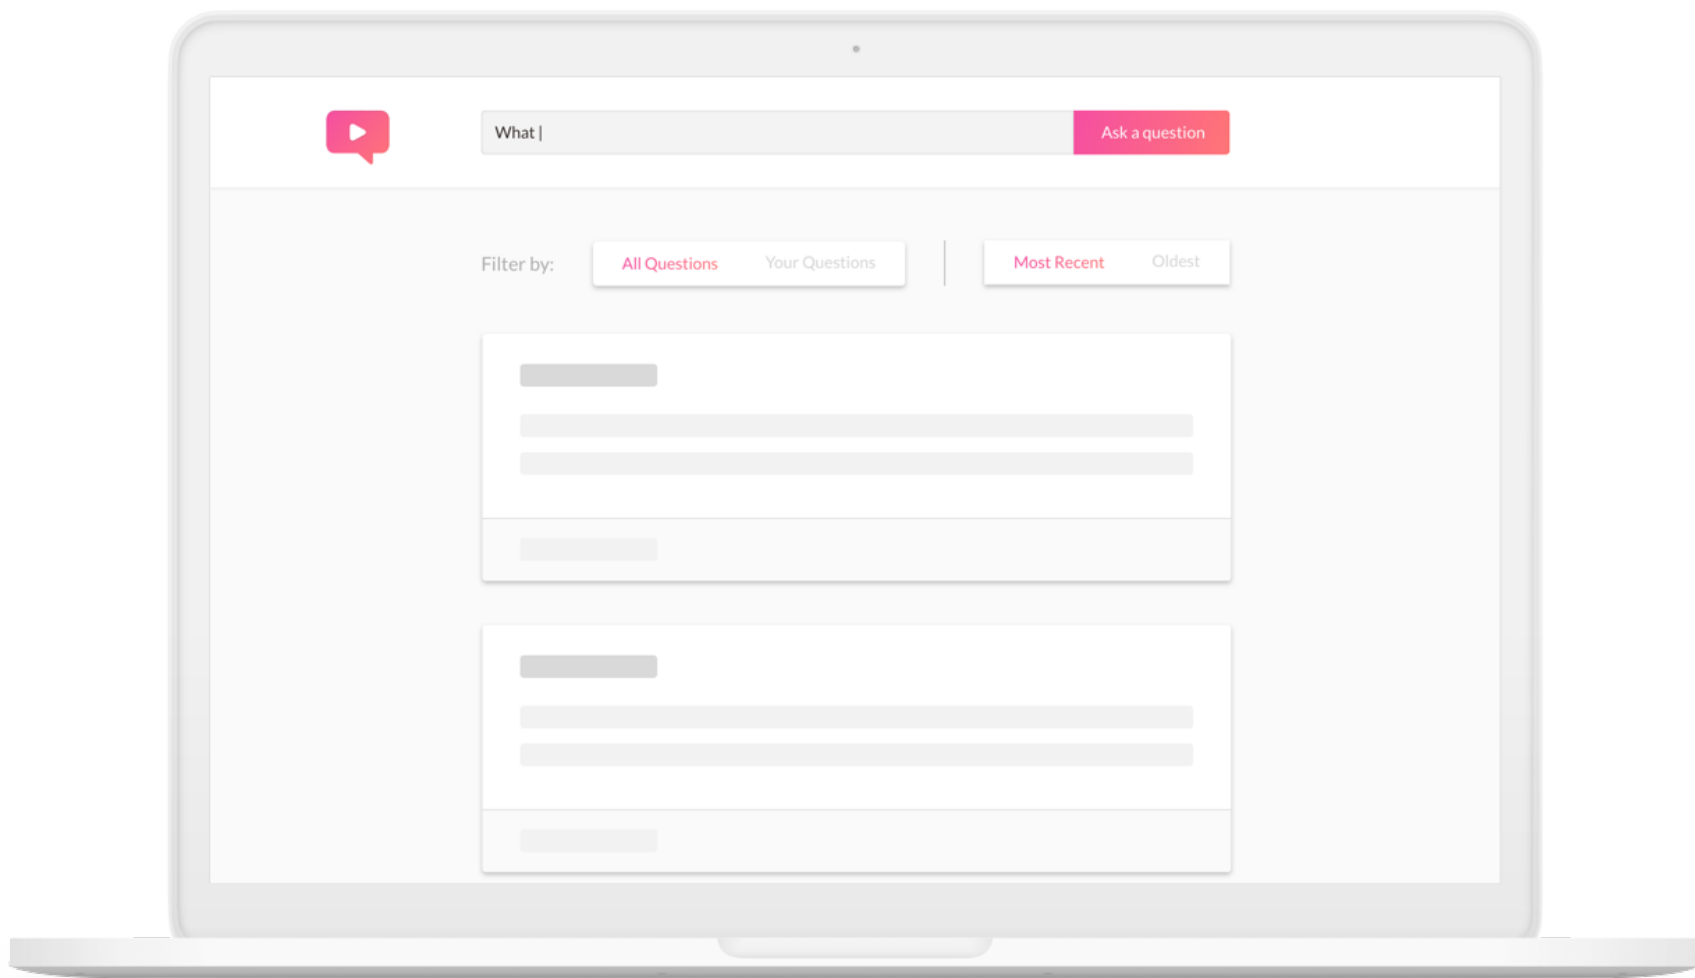 What |
Ask a question
Filter by:
All Questions
Your Questions
Most Recent
Oldest